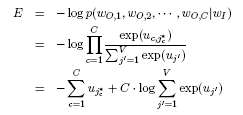 E = − log p(w_{O,1}, w_{O,2}, ⋯ , w_{O,C}|w_I)
= − log ∏_{c=1}^{C} exp(u_{c,j_c^*}) / ∑_{j'=1}^{V} exp(u_{j'})
= − ∑_{c=1}^{C} u_{j_c^*} + C · log ∑_{j'=1}^{V} exp(u_{j'})